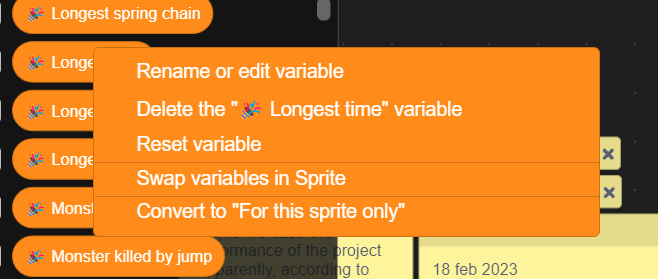 🎉 Longest spring chain
🎉 Longe
Rename or edit variable
🎉 Longe
Delete the "🎉 Longest time" variable
🎉 Longe
Reset variable
Swap variables in Sprite
🎉 Monst
Convert to "For this sprite only"
🎉 Monster killed by jump
ormance of the project
parently, according to
18 feb 2023